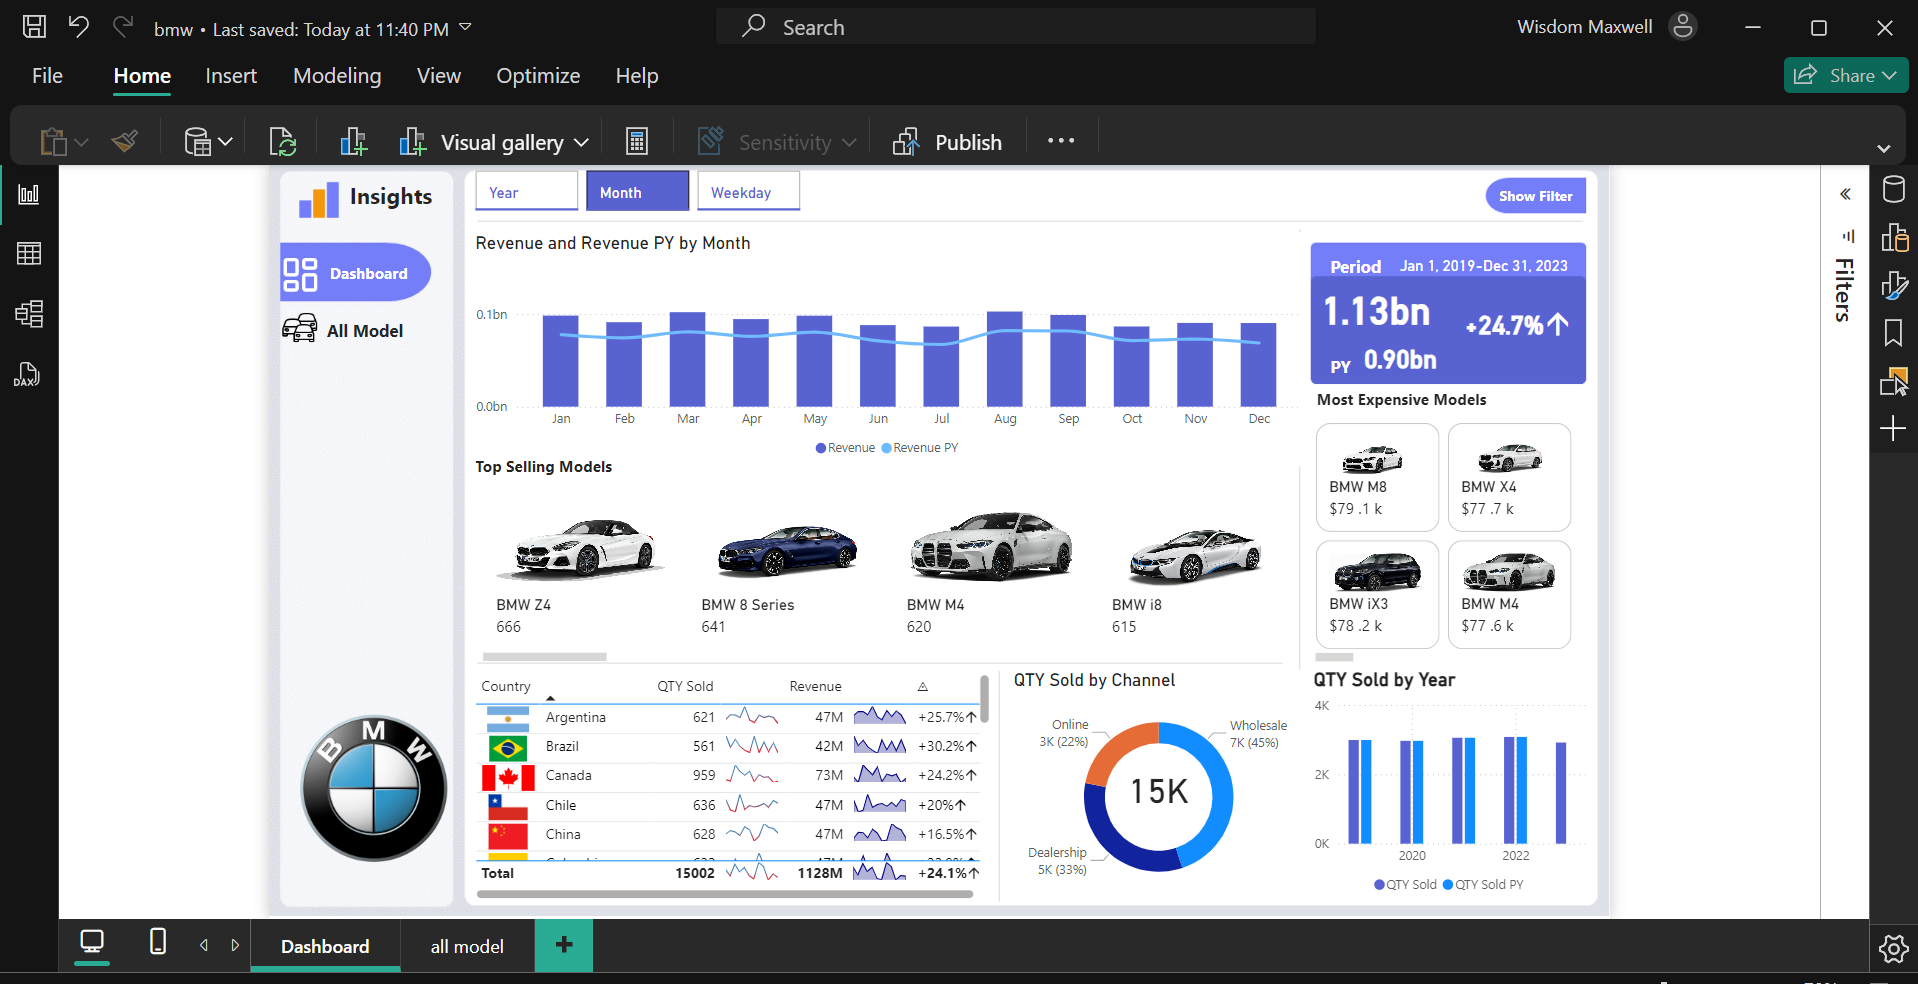 bmw • Last saved: Today at 11:40 PM
Search
Wisdom Maxwell
File Home Insert Modeling View Optimize Help
Share
Visual gallery
Sensitivity
Publish
...
Insights
Dashboard
All Model
BMW
Year Month Weekday
Show Filter
Revenue and Revenue PY by Month
0.1bn
0.0bn
Jan Feb Mar Apr May Jun Jul Aug Sep Oct Nov Dec
Revenue Revenue PY
Period Jan 1, 2019-Dec 31, 2023
1.13bn +24.7%↑
PY 0.90bn
Most Expensive Models
BMW M8
$79 .1 k
BMW X4
$77 .7 k
BMW iX3
$78 .2 k
BMW M4
$77 .6 k
Top Selling Models
BMW Z4
666
BMW 8 Series
641
BMW M4
620
BMW i8
615
Country QTY Sold Revenue ⚠
Argentina 621 47M +25.7%↑
Brazil 561 42M +30.2%↑
Canada 959 73M +24.2%↑
Chile 636 47M +20%↑
China 628 47M +16.5%↑
Total 15002 1128M +24.1%↑
QTY Sold by Channel
Online
3K (22%)
Wholesale
7K (45%)
15K
Dealership
5K (33%)
QTY Sold by Year
4K
2K
0K
2020 2022
QTY Sold QTY Sold PY
Filters
DAX
Dashboard
all model